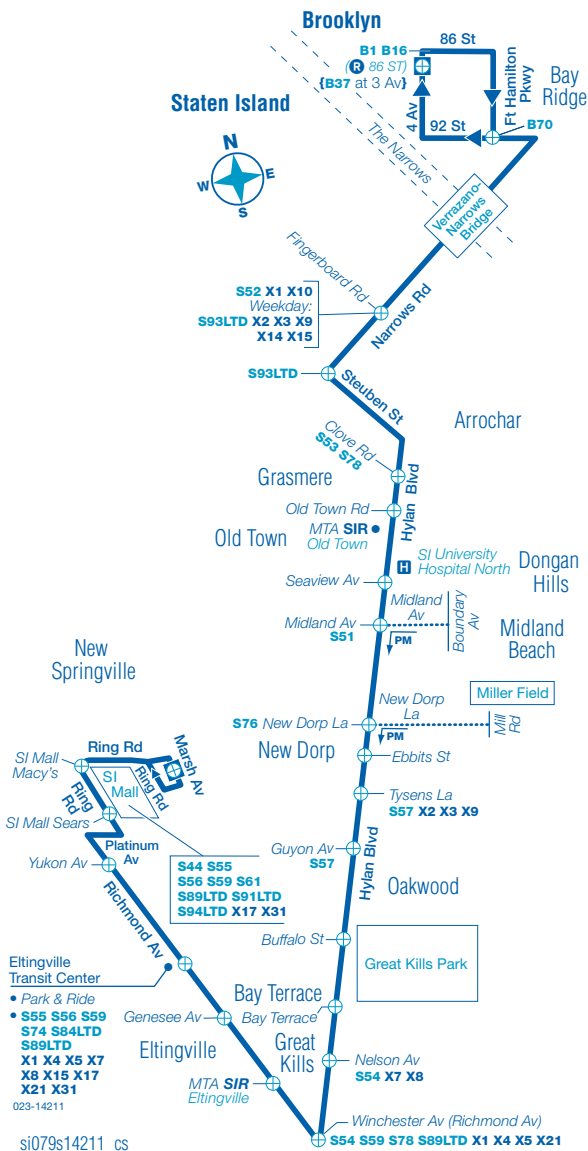 Brooklyn
B1 B16
86 St
(R 86 ST)
{B37 at 3 Av}
Ft Hamilton
Pkwy
Bay
Ridge
4 Av
92 St
B70
Staten Island
N
W E
S
The Narrows
Verrazano-
Narrows
Bridge
Fingerboard Rd
S52 X1 X10
Weekday:
S93LTD X2 X3 X9
X14 X15
Narrows Rd
S93LTD
Steuben St
Arrochar
Clove Rd
S53 S78
Grasmere
Hylan Blvd
Old Town Rd
Old Town
MTA SIR
Old Town
H
SI University
Hospital North
Dongan
Hills
Seaview Av
Midland
Av
Boundary
Av
Midland Av
S51
PM
Midland
Beach
New
Springville
Miller Field
New Dorp
La
Mill
Rd
S76 New Dorp La
PM
New Dorp
Ebbits St
Ring Rd
Marsh Av
Ring Rd
SI Mall
Macy's
SI
Mall
Ring
Rd
Tysens La
S57 X2 X3 X9
SI Mall Sears
Platinum
Av
Guyon Av
S57
Hylan Blvd
Yukon Av
S44 S55
S56 S59 S61
S89LTD S91LTD
S94LTD X17 X31
Oakwood
Richmond Av
Buffalo St
Great Kills Park
Eltingville
Transit Center
• Park & Ride
• S55 S56 S59
S74 S84LTD
S89LTD
X1 X4 X5 X7
X8 X15 X17
X21 X31
023-14211
Bay Terrace
Bay Terrace
Genesee Av
Eltingville
Great
Kills
Nelson Av
S54 X7 X8
MTA SIR
Eltingville
Winchester Av (Richmond Av)
S54 S59 S78 S89LTD X1 X4 X5 X21
si079s14211 cs